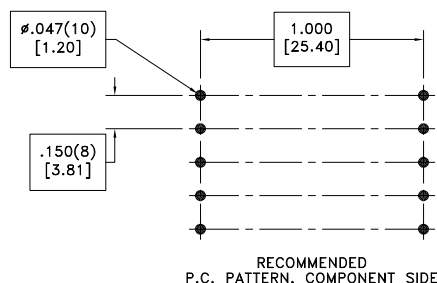 ø.047(10)
[1.20]
1.000
[25.40]
.150(8)
[3.81]
RECOMMENDED
P.C. PATTERN, COMPONENT SIDE